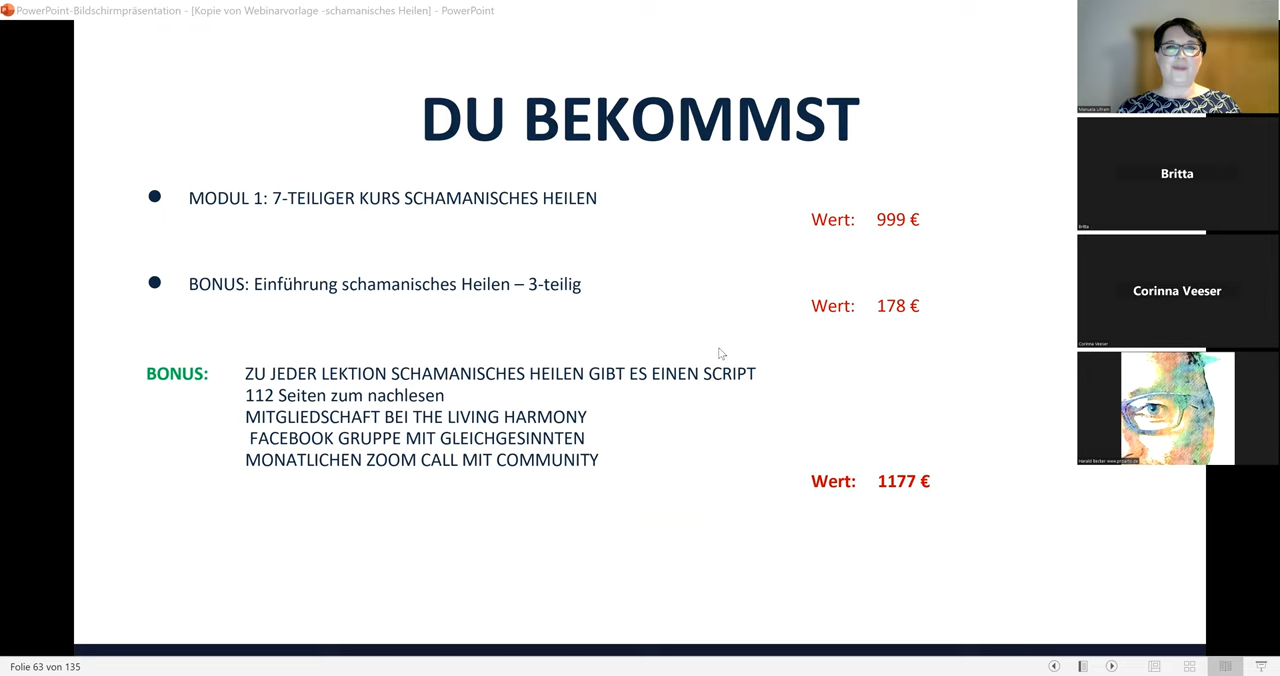 PowerPoint-Bildschirmpräsentation - [Kopie von Webinarvorlage -schamanisches Heilen] - PowerPoint
DU BEKOMMST
MODUL 1: 7-TEILIGER KURS SCHAMANISCHES HEILEN
Wert: 999 €
BONUS: Einführung schamanisches Heilen – 3-teilig
Wert: 178 €
BONUS: ZU JEDER LEKTION SCHAMANISCHES HEILEN GIBT ES EINEN SCRIPT
112 Seiten zum nachlesen
MITGLIEDSCHAFT BEI THE LIVING HARMONY
FACEBOOK GRUPPE MIT GLEICHGESINNTEN
MONATLICHEN ZOOM CALL MIT COMMUNITY
Wert: 1177 €
Britta
Britta
Corinna Veeser
Corinna Veeser
Folie 63 von 135